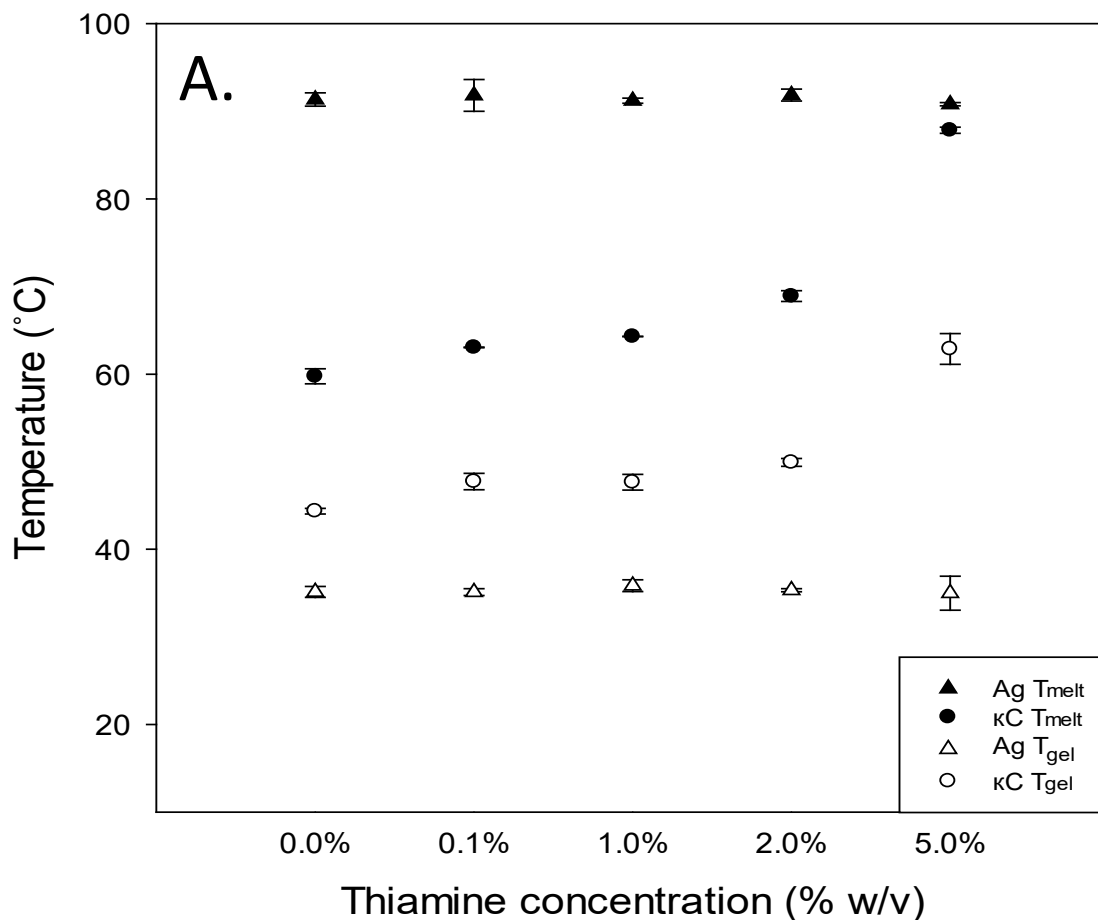 A.
100
80
60
40
20
Temperature (˚C)
0.0% 0.1% 1.0% 2.0% 5.0%
Thiamine concentration (% w/v)
Ag Tmelt
κC Tmelt
Ag Tgel
κC Tgel